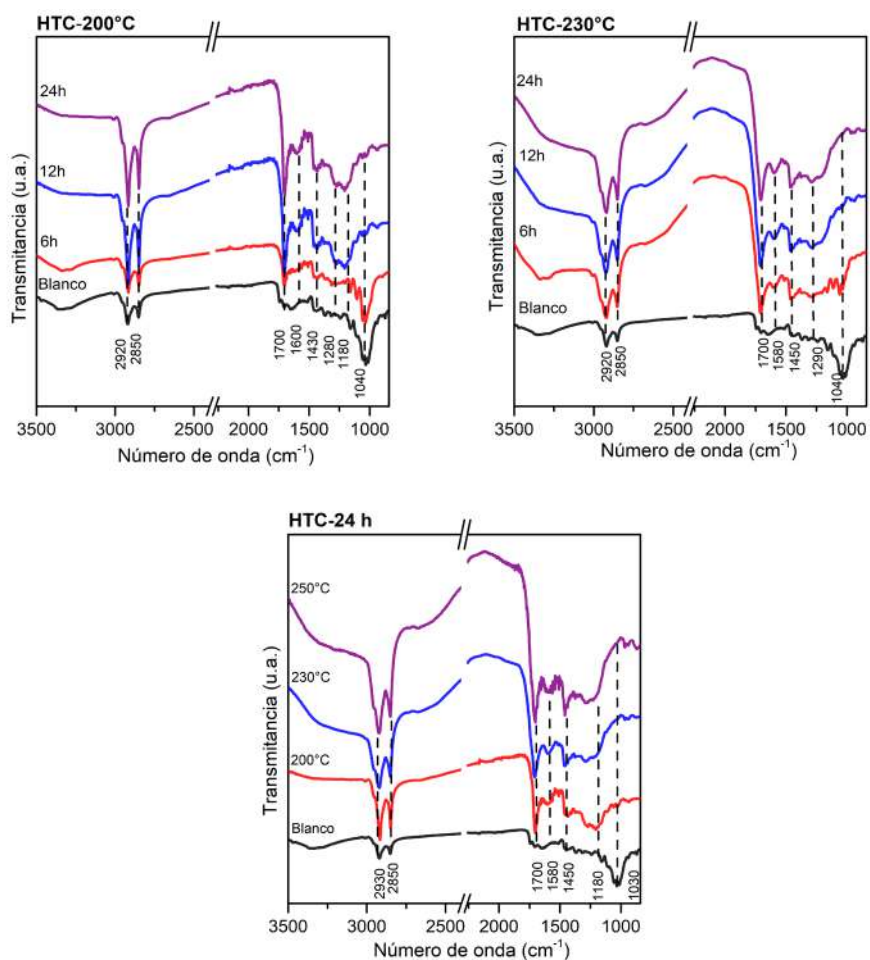 HTC-200°C
Transmitancia (u.a.)
24h
12h
6h
Blanco
2920
2850
1700
1600
1430
1280
1180
1040
3500 3000 2500 2000 1500 1000
Número de onda (cm⁻¹)
HTC-230°C
Transmitancia (u.a.)
24h
12h
6h
Blanco
2920
2850
1700
1580
1450
1290
1040
3500 3000 2500 2000 1500 1000
Número de onda (cm⁻¹)
HTC-24 h
Transmitancia (u.a.)
250°C
230°C
200°C
Blanco
2930
2850
1700
1580
1450
1180
1030
3500 3000 2500 2000 1500 1000
Número de onda (cm⁻¹)